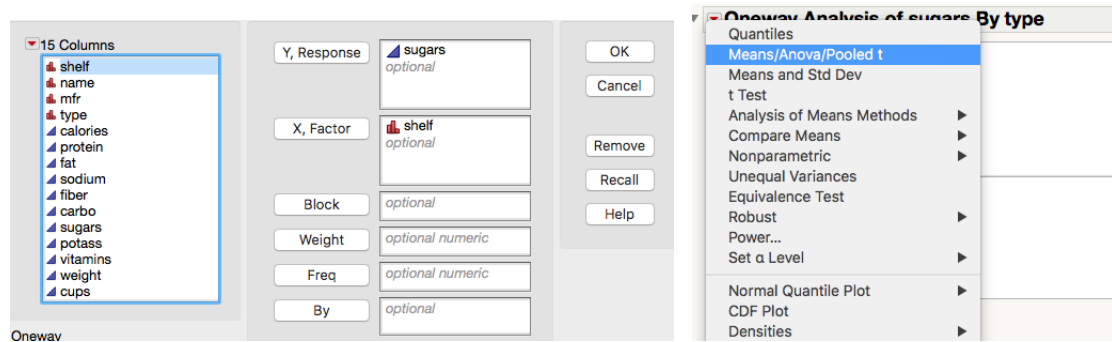 15 Columns
shelf
name
mfr
type
calories
protein
fat
sodium
fiber
carbo
sugars
potass
vitamins
weight
cups
Oneway
Y, Response
sugars
optional
X, Factor
shelf
optional
Block
optional
Weight
optional numeric
Freq
optional numeric
By
optional
OK
Cancel
Remove
Recall
Help
Oneway Analysis of sugars By type
Quantiles
Means/Anova/Pooled t
Means and Std Dev
t Test
Analysis of Means Methods
Compare Means
Nonparametric
Unequal Variances
Equivalence Test
Robust
Power...
Set α Level
Normal Quantile Plot
CDF Plot
Densities